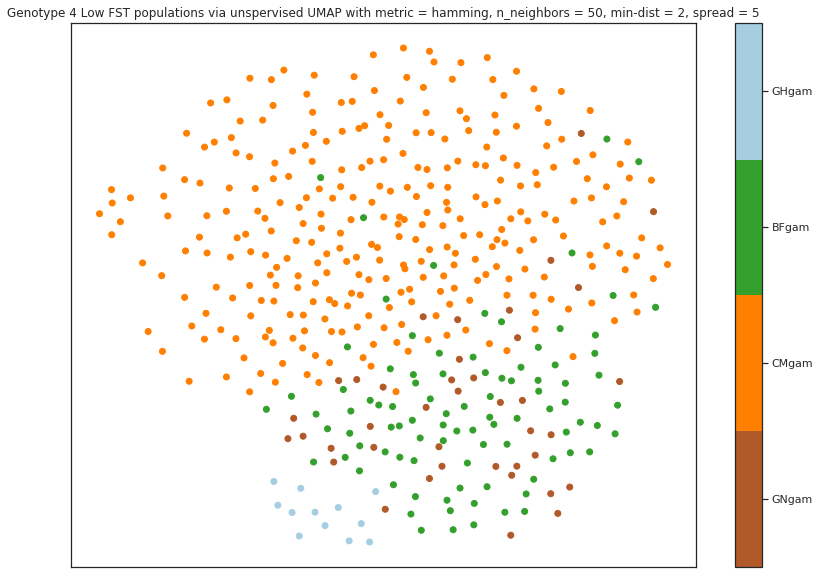 Genotype 4 Low FST populations via unspervised UMAP with metric = hamming, n_neighbors = 50, min-dist = 2, spread = 5
GHgam
BFgam
CMgam
GNgam